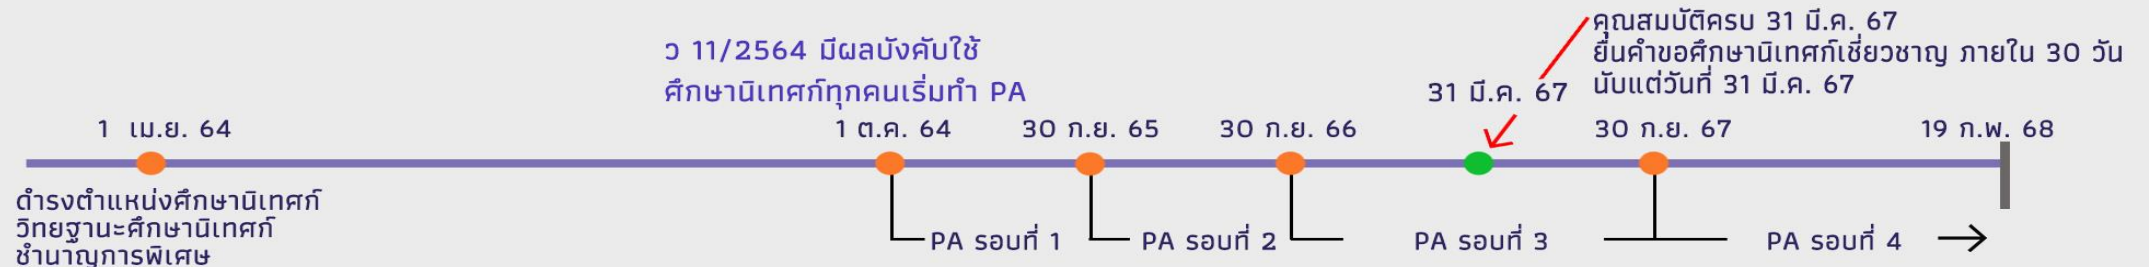 คุณสมบัติครบ 31 มี.ค. 67
ยื่นคำขอศึกษานิเทศก์เชี่ยวชาญ ภายใน 30 วัน
นับแต่วันที่ 31 มี.ค. 67
ว 11/2564 มีผลบังคับใช้
ศึกษานิเทศก์ทุกคนเริ่มทำ PA
31 มี.ค. 67
1 เม.ย. 64
1 ต.ค. 64
30 ก.ย. 65
30 ก.ย. 66
30 ก.ย. 67
19 ก.พ. 68
ดำรงตำแหน่งศึกษานิเทศก์
วิทยฐานะศึกษานิเทศก์
ชำนาญการพิเศษ
PA รอบที่ 1
PA รอบที่ 2
PA รอบที่ 3
PA รอบที่ 4